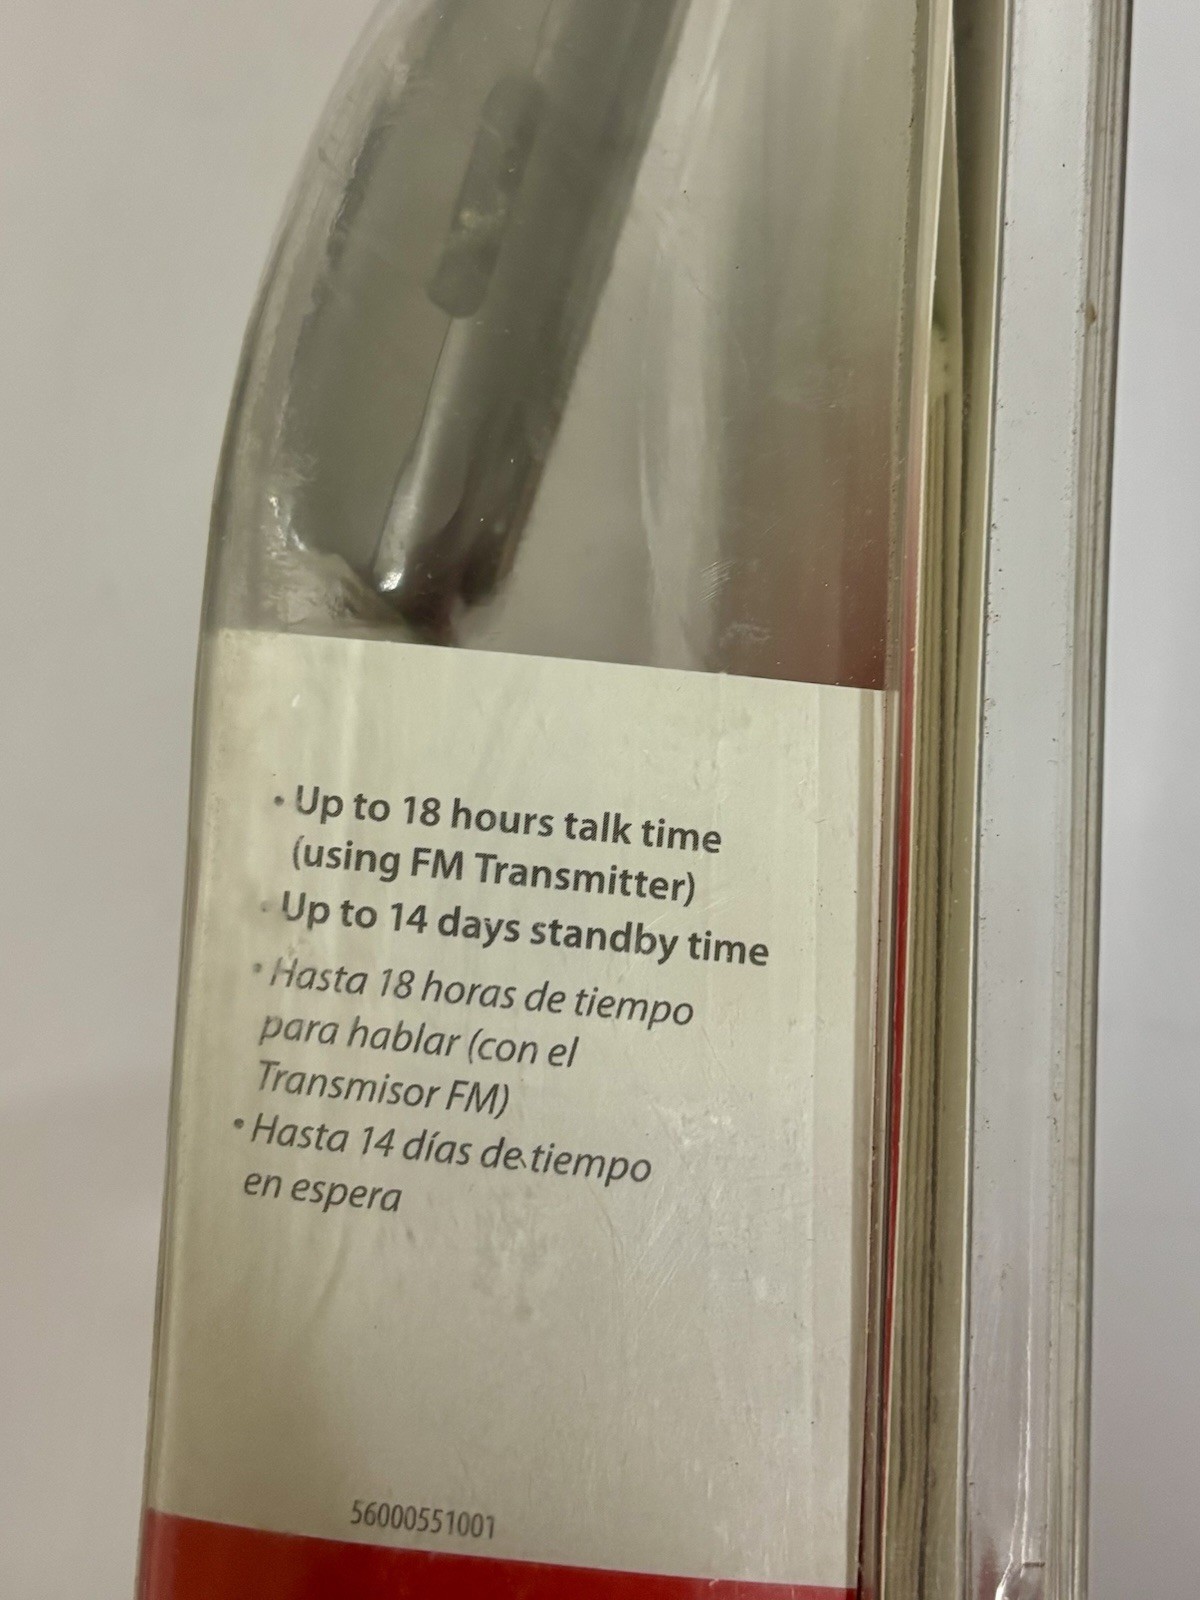 • Up to 18 hours talk time
(using FM Transmitter)
• Up to 14 days standby time
• Hasta 18 horas de tiempo
para hablar (con el
Transmisor FM)
• Hasta 14 días de tiempo
en espera
56000551001